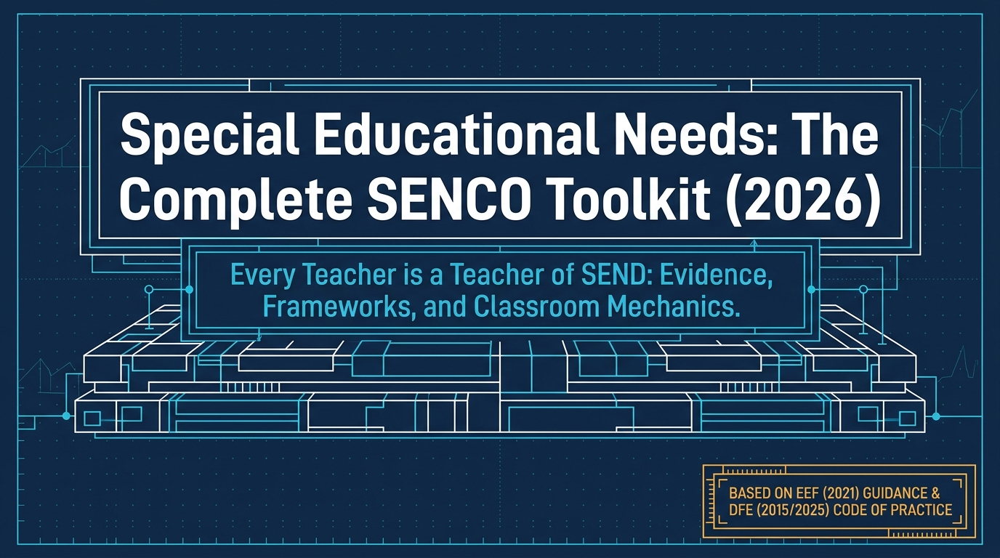 Special Educational Needs: The
Complete SENCO Toolkit (2026)
Every Teacher is a Teacher of SEND: Evidence,
Frameworks, and Classroom Mechanics.
BASED ON EEF (2021) GUIDANCE &
DFE (2015/2025) CODE OF PRACTICE